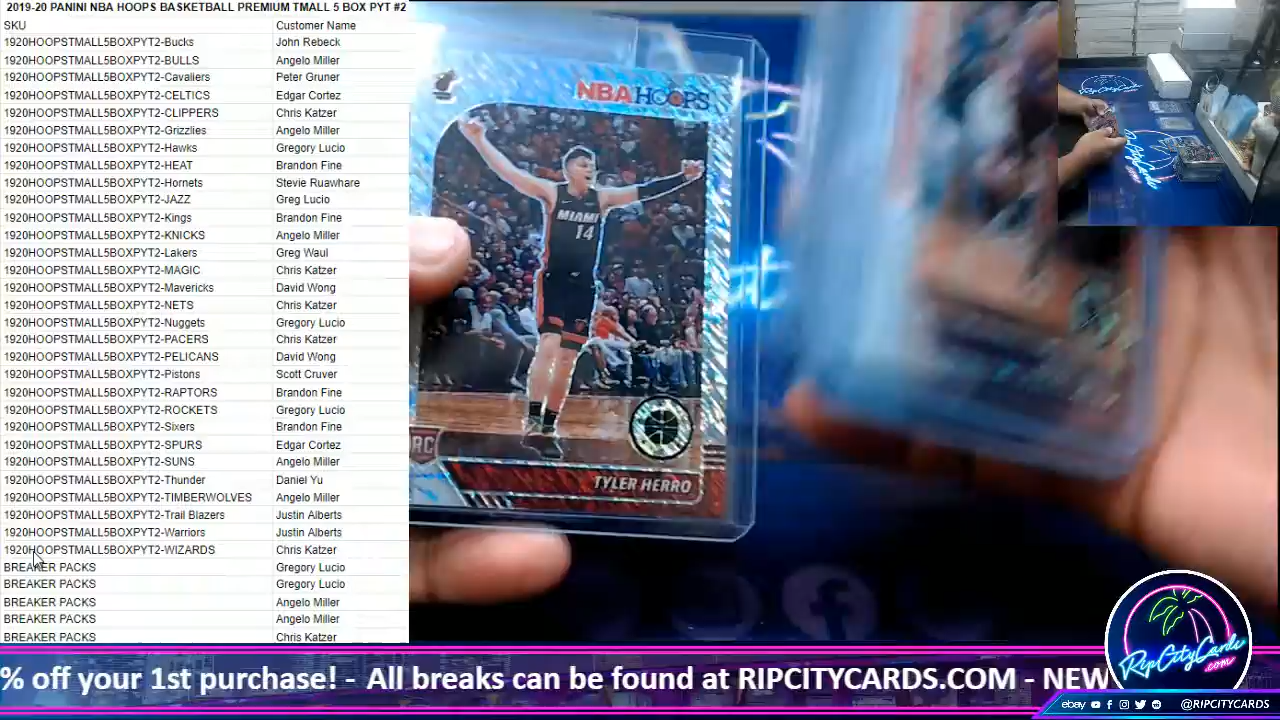 2019-20 PANINI NBA HOOPS BASKETBALL PREMIUM TMALL 5 BOX PYT #2
SKU Customer Name
1920HOOPSTMALL5BOXPYT2-Bucks John Rebeck
1920HOOPSTMALL5BOXPYT2-BULLS Angelo Miller
1920HOOPSTMALL5BOXPYT2-Cavaliers Peter Gruner
1920HOOPSTMALL5BOXPYT2-CELTICS Edgar Cortez
1920HOOPSTMALL5BOXPYT2-CLIPPERS Chris Katzer
1920HOOPSTMALL5BOXPYT2-Grizzlies Angelo Miller
1920HOOPSTMALL5BOXPYT2-Hawks Gregory Lucio
1920HOOPSTMALL5BOXPYT2-HEAT Brandon Fine
1920HOOPSTMALL5BOXPYT2-Hornets Stevie Ruawhare
1920HOOPSTMALL5BOXPYT2-JAZZ Greg Lucio
1920HOOPSTMALL5BOXPYT2-Kings Brandon Fine
1920HOOPSTMALL5BOXPYT2-KNICKS Angelo Miller
1920HOOPSTMALL5BOXPYT2-Lakers Greg Waul
1920HOOPSTMALL5BOXPYT2-MAGIC Chris Katzer
1920HOOPSTMALL5BOXPYT2-Mavericks David Wong
1920HOOPSTMALL5BOXPYT2-NETS Chris Katzer
1920HOOPSTMALL5BOXPYT2-Nuggets Gregory Lucio
1920HOOPSTMALL5BOXPYT2-PACERS Chris Katzer
1920HOOPSTMALL5BOXPYT2-PELICANS David Wong
1920HOOPSTMALL5BOXPYT2-Pistons Scott Cruver
1920HOOPSTMALL5BOXPYT2-RAPTORS Brandon Fine
1920HOOPSTMALL5BOXPYT2-ROCKETS Gregory Lucio
1920HOOPSTMALL5BOXPYT2-Sixers Brandon Fine
1920HOOPSTMALL5BOXPYT2-SPURS Edgar Cortez
1920HOOPSTMALL5BOXPYT2-SUNS Angelo Miller
1920HOOPSTMALL5BOXPYT2-Thunder Daniel Yu
1920HOOPSTMALL5BOXPYT2-TIMBERWOLVES Angelo Miller
1920HOOPSTMALL5BOXPYT2-Trail Blazers Justin Alberts
1920HOOPSTMALL5BOXPYT2-Warriors Justin Alberts
1920HOOPSTMALL5BOXPYT2-WIZARDS Chris Katzer
BREAKER PACKS Gregory Lucio
BREAKER PACKS Gregory Lucio
BREAKER PACKS Angelo Miller
BREAKER PACKS Angelo Miller
BREAKER PACKS Chris Katzer
NBA HOOPS
MIAMI
14
RC
TYLER HERRO
RipCityCards
RipCityCards
.com
% off your 1st purchase! - All breaks can be found at RIPCITYCARDS.COM - NEW
ebay @RIPCITYCARDS